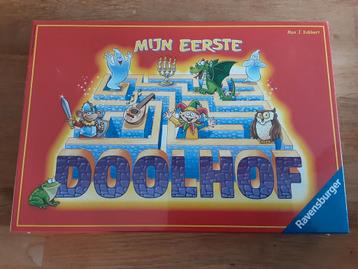 Max J. Kobbert
MIJN EERSTE
DOOLHOF
Ravensburger